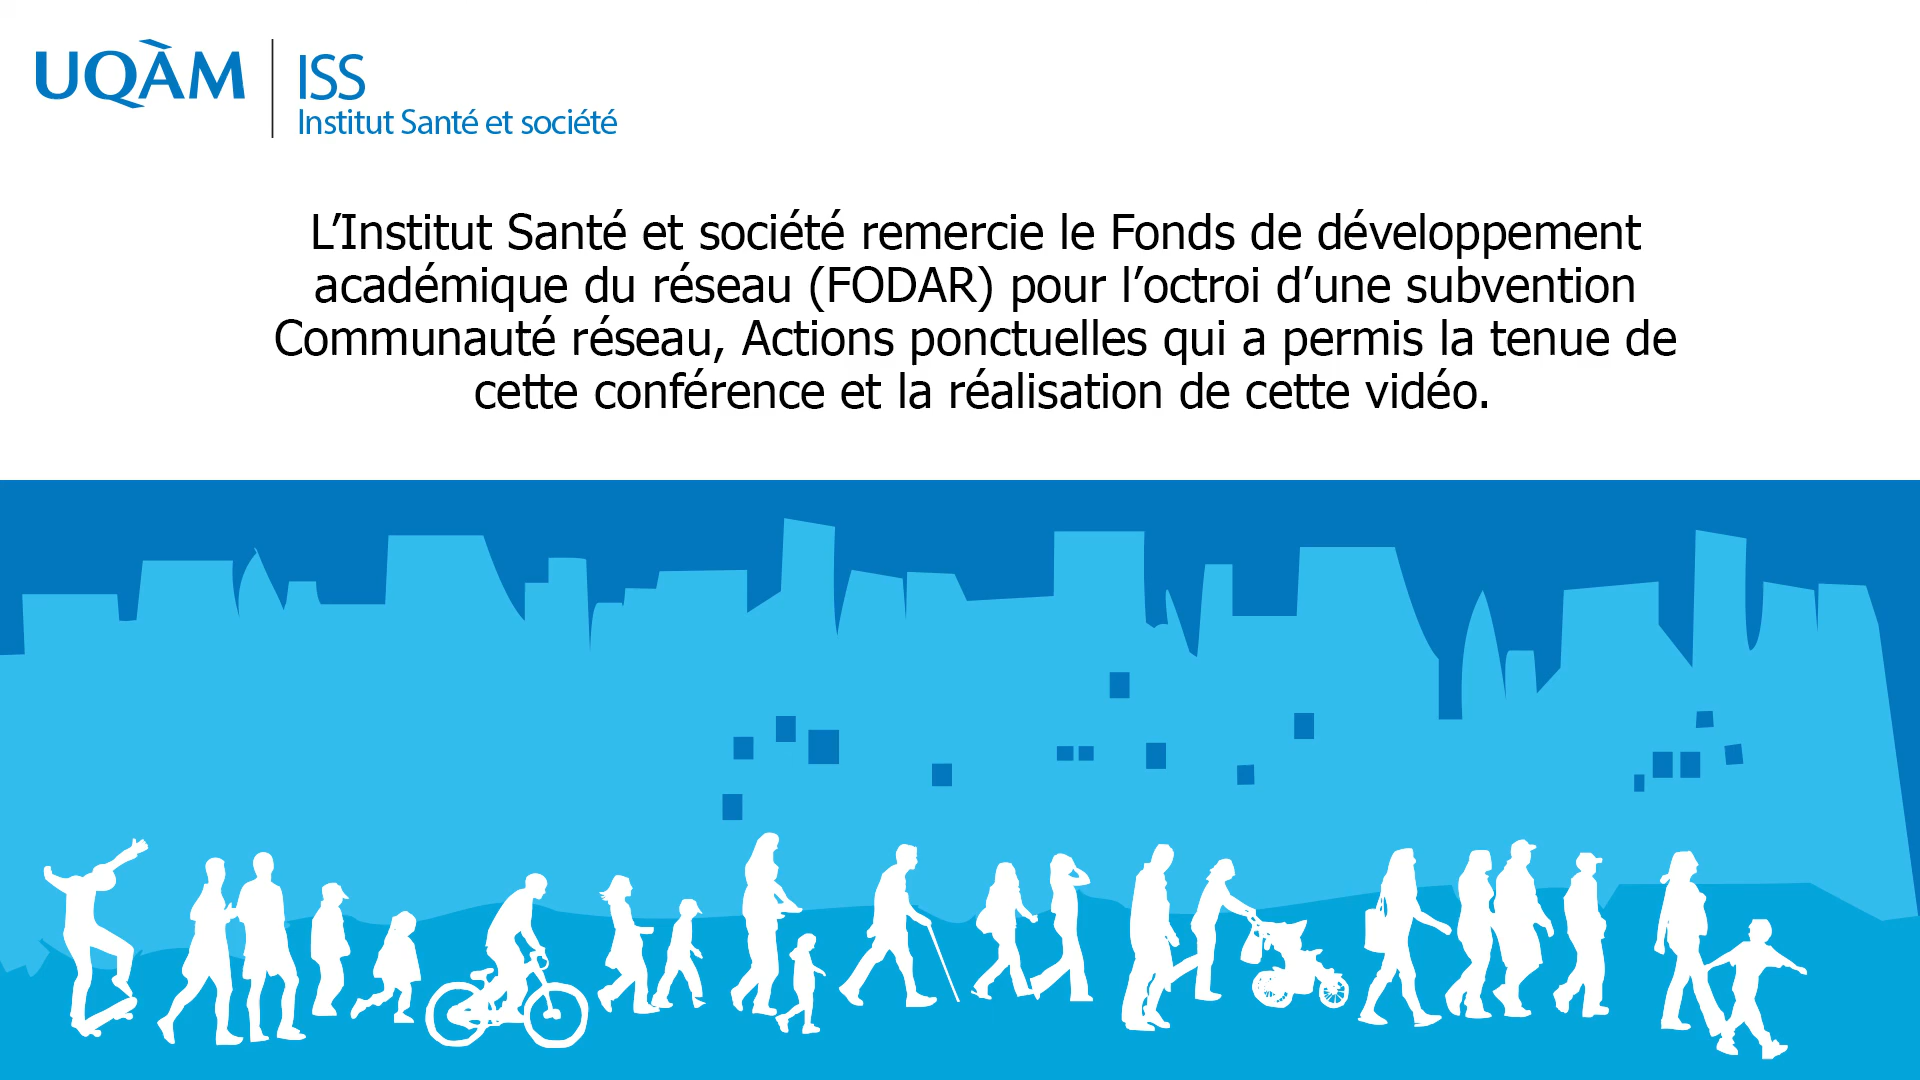 UQÀM
ISS
Institut Santé et société
L’Institut Santé et société remercie le Fonds de développement
académique du réseau (FODAR) pour l’octroi d’une subvention
Communauté réseau, Actions ponctuelles qui a permis la tenue de
cette conférence et la réalisation de cette vidéo.